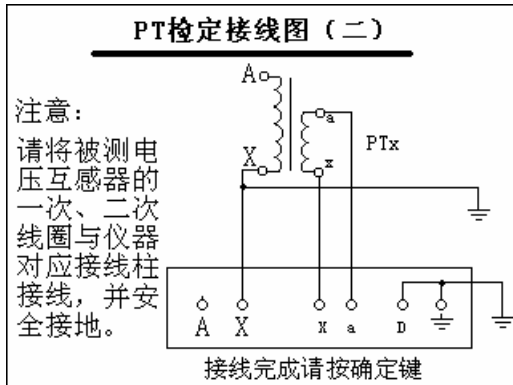 PT检定接线图（二）
A
注意：
a
PTx
请将被测电
X
x
压互感器的
一次、二次
线圈与仪器
对应接线柱
接线，并安
全接地。
A X x a D
接线完成请按确定键